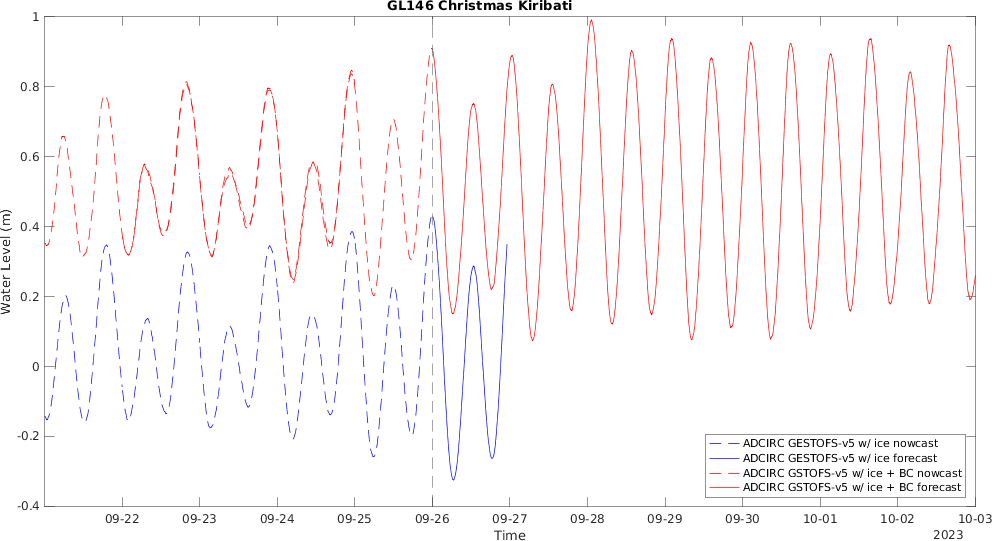 GL146 Christmas Kiribati
1
0.8
0.6
0.4
0.2
0
-0.2
-0.4
Water Level (m)
ADCIRC GESTOFS-v5 w/ ice nowcast
ADCIRC GESTOFS-v5 w/ ice forecast
ADCIRC GSTOFS-v5 w/ ice + BC nowcast
ADCIRC GSTOFS-v5 w/ ice + BC forecast
09-22 09-23 09-24 09-25 09-26 09-27 09-28 09-29 09-30 10-01 10-02 10-03
Time
2023